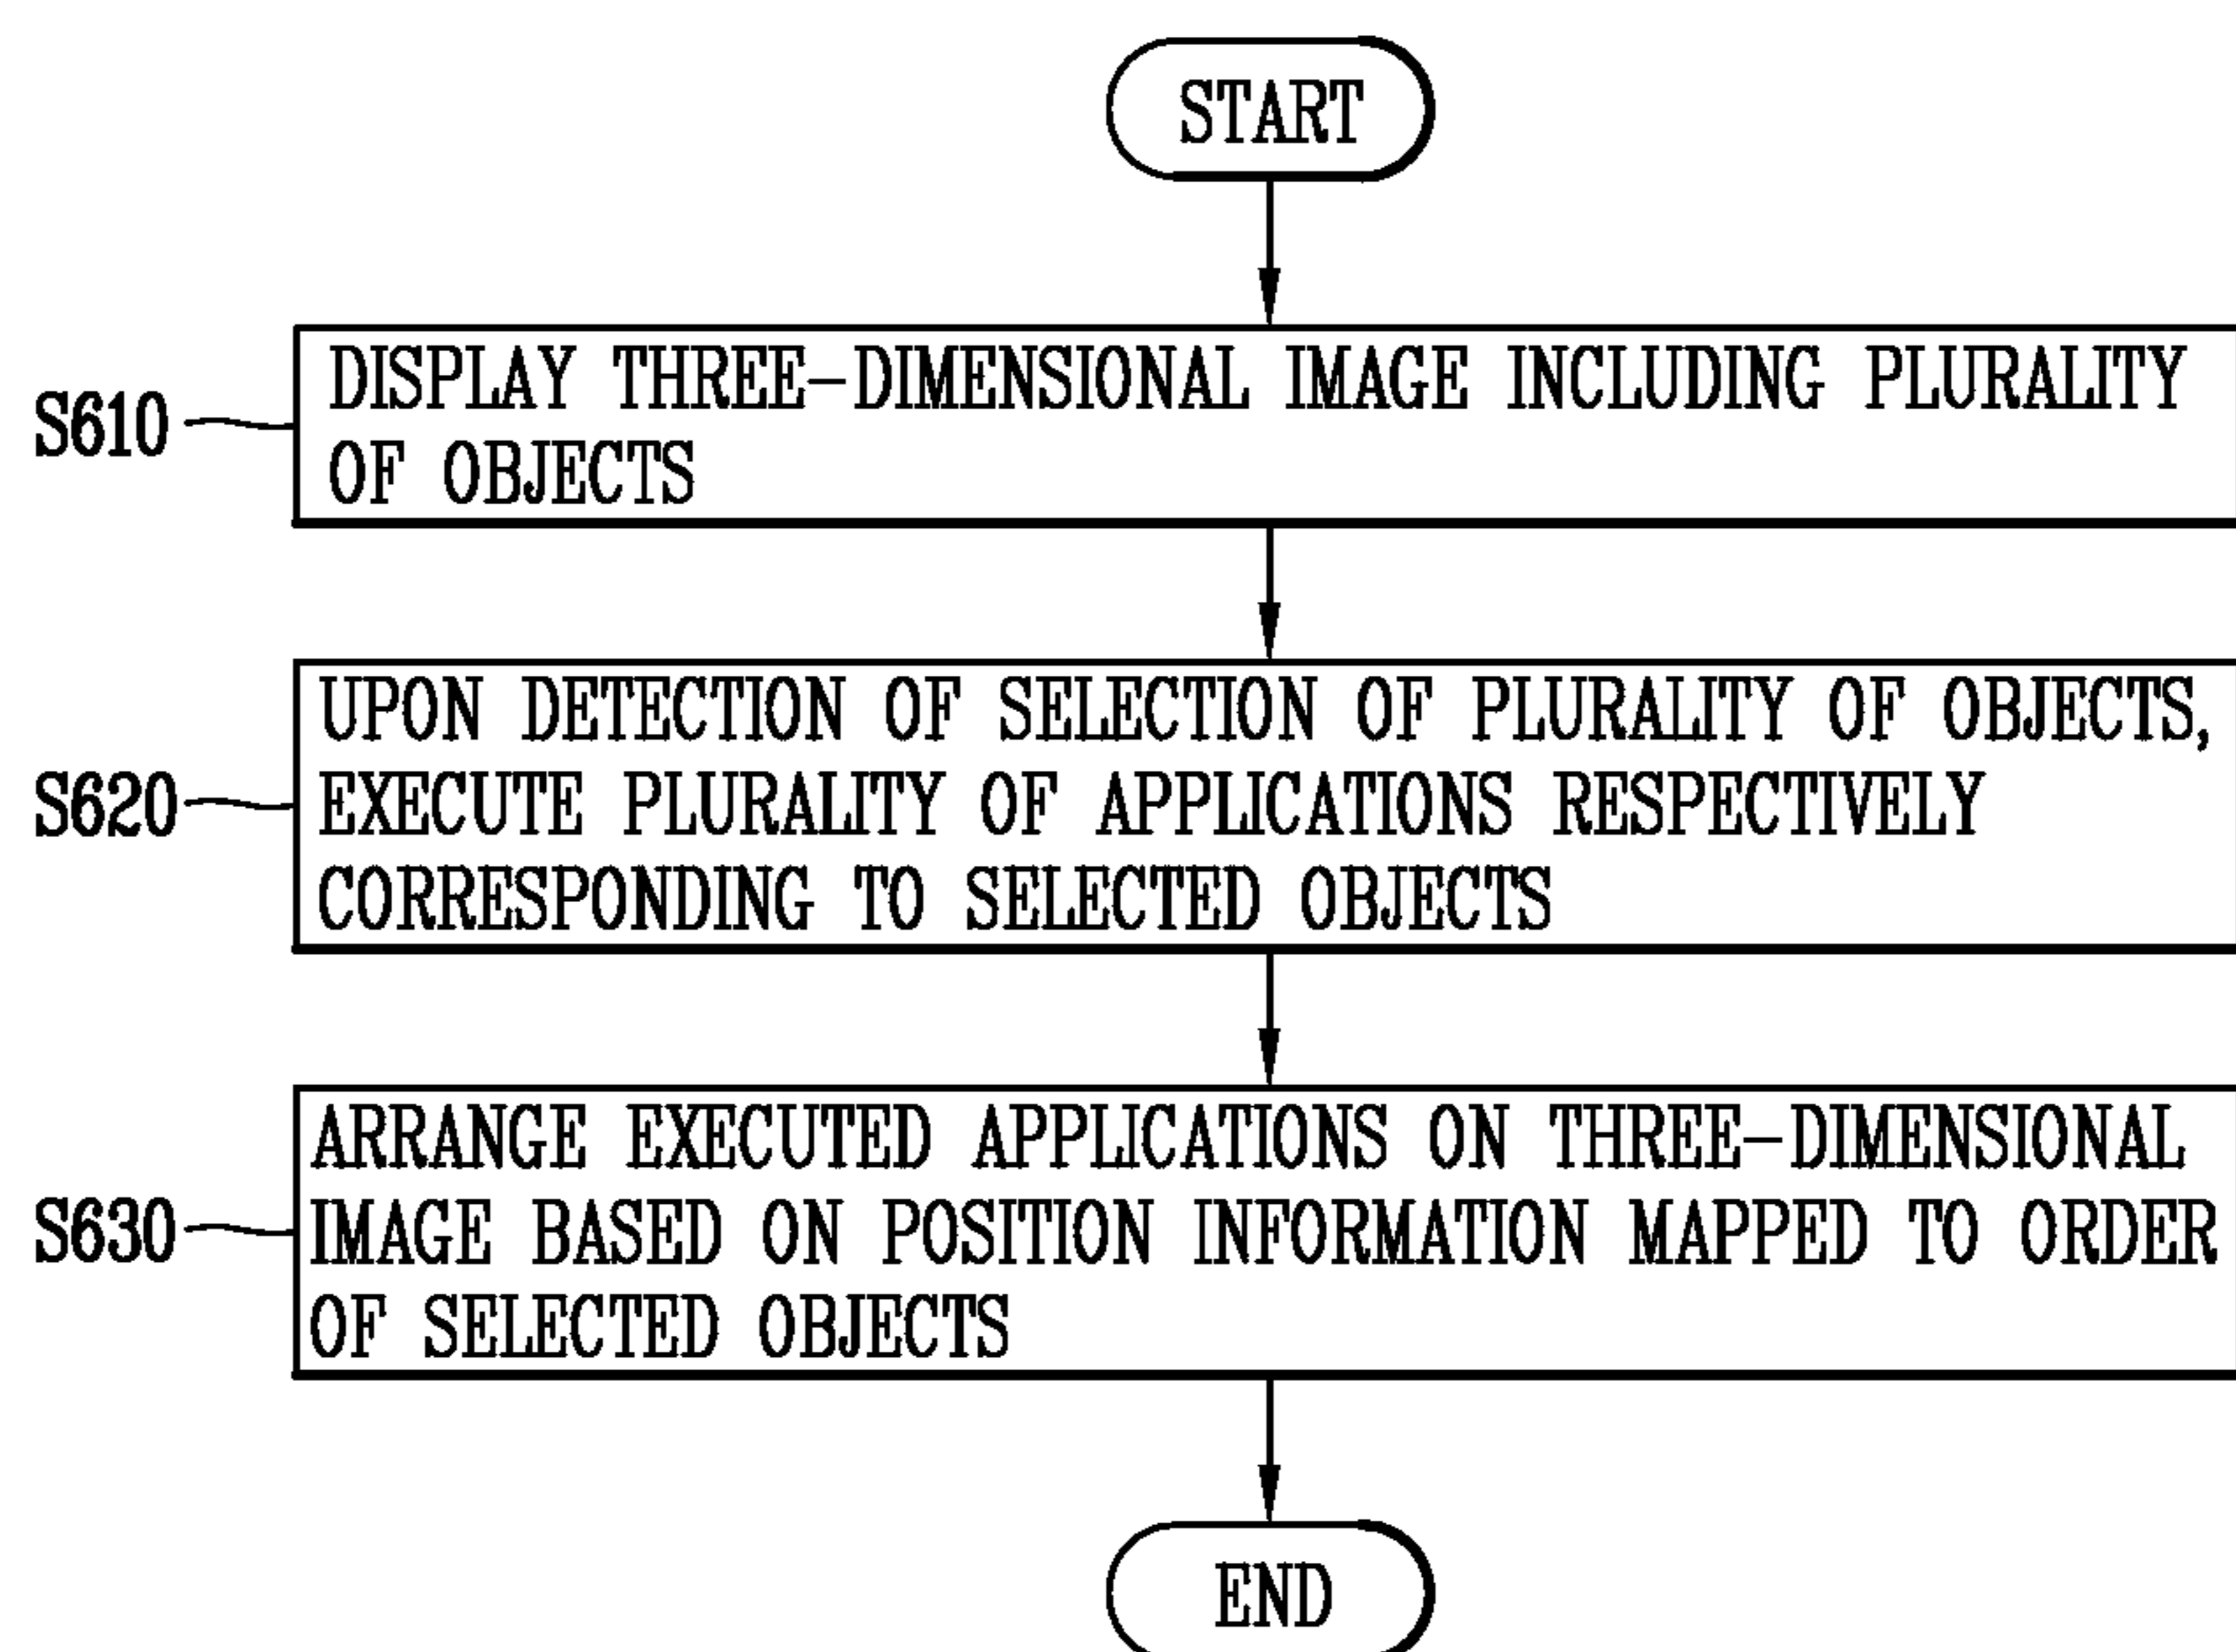 START
S610
DISPLAY THREE-DIMENSIONAL IMAGE INCLUDING PLURALITY
OF OBJECTS
S620
UPON DETECTION OF SELECTION OF PLURALITY OF OBJECTS,
EXECUTE PLURALITY OF APPLICATIONS RESPECTIVELY
CORRESPONDING TO SELECTED OBJECTS
S630
ARRANGE EXECUTED APPLICATIONS ON THREE-DIMENSIONAL
IMAGE BASED ON POSITION INFORMATION MAPPED TO ORDER
OF SELECTED OBJECTS
END